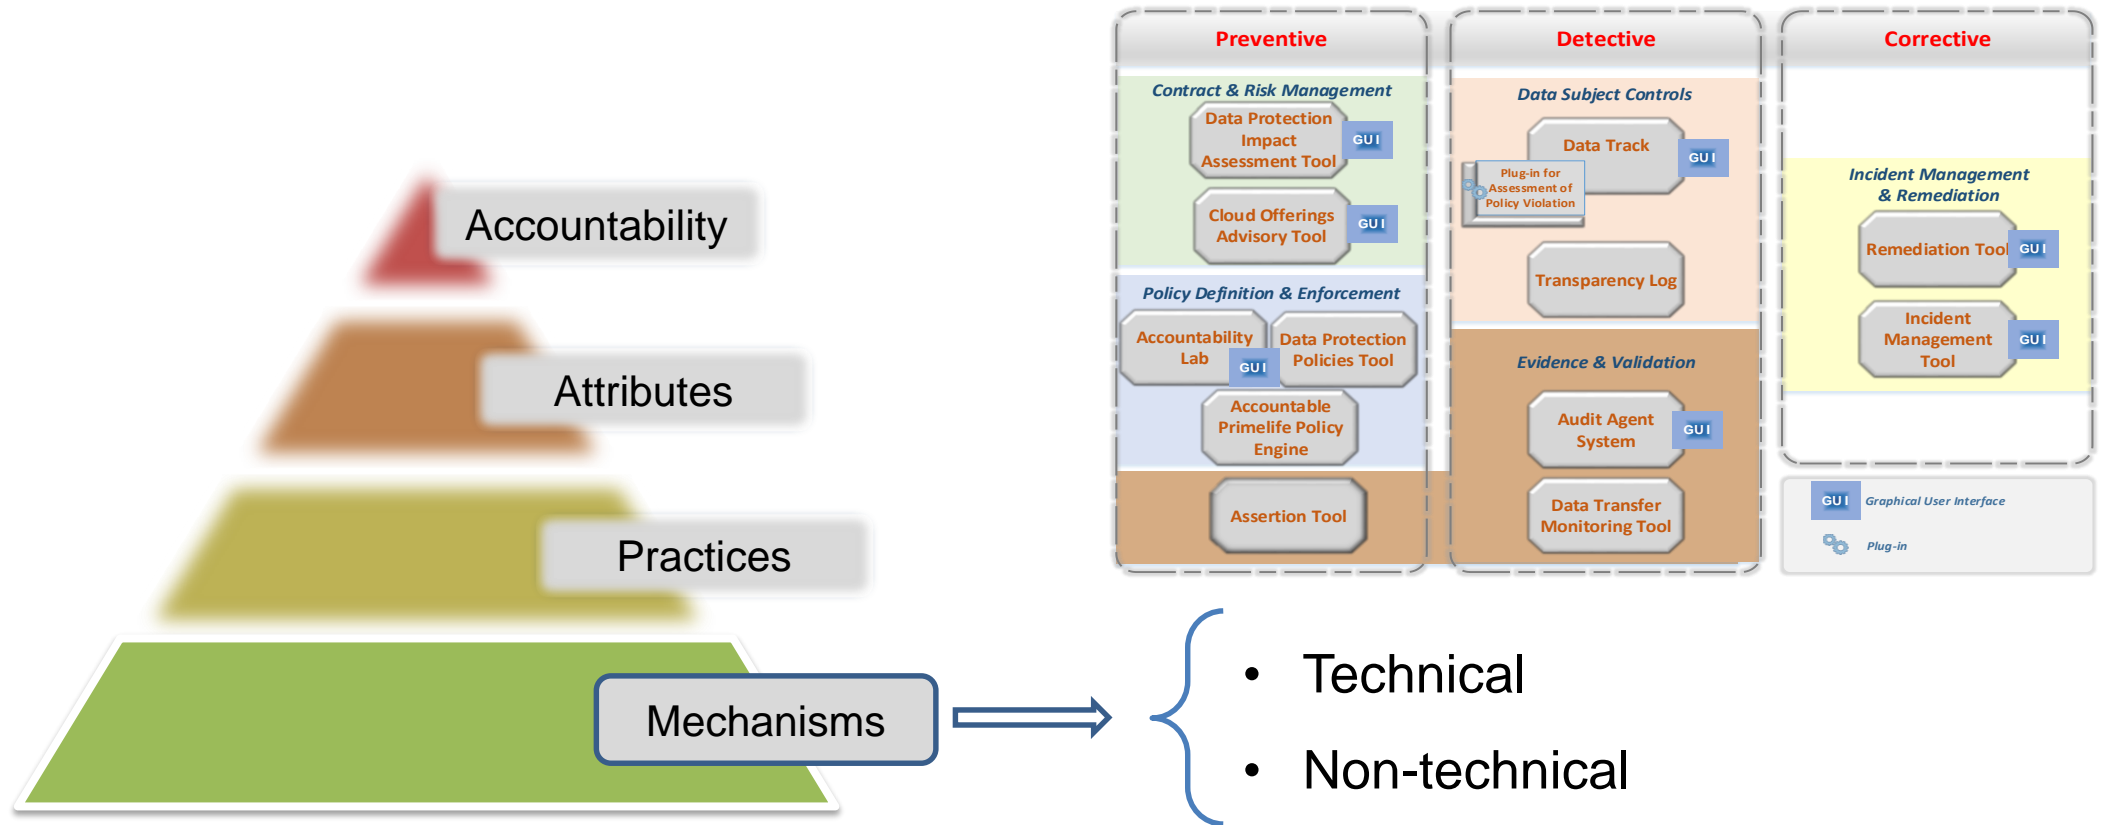 Accountability
Attributes
Practices
Mechanisms
Preventive
Contract & Risk Management
Data Protection
Impact
Assessment Tool
GUI
Cloud Offerings
Advisory Tool
GUI
Policy Definition & Enforcement
Accountability
Lab
GUI
Data Protection
Policies Tool
Accountable
Primelife Policy
Engine
Assertion Tool
Detective
Data Subject Controls
Data Track
GUI
Plug-in for
Assessment of
Policy Violation
Transparency Log
Evidence & Validation
Audit Agent
System
GUI
Data Transfer
Monitoring Tool
Corrective
Incident Management
& Remediation
Remediation Tool
GUI
Incident
Management
Tool
GUI
GUI Graphical User Interface
Plug-in
• Technical
• Non-technical